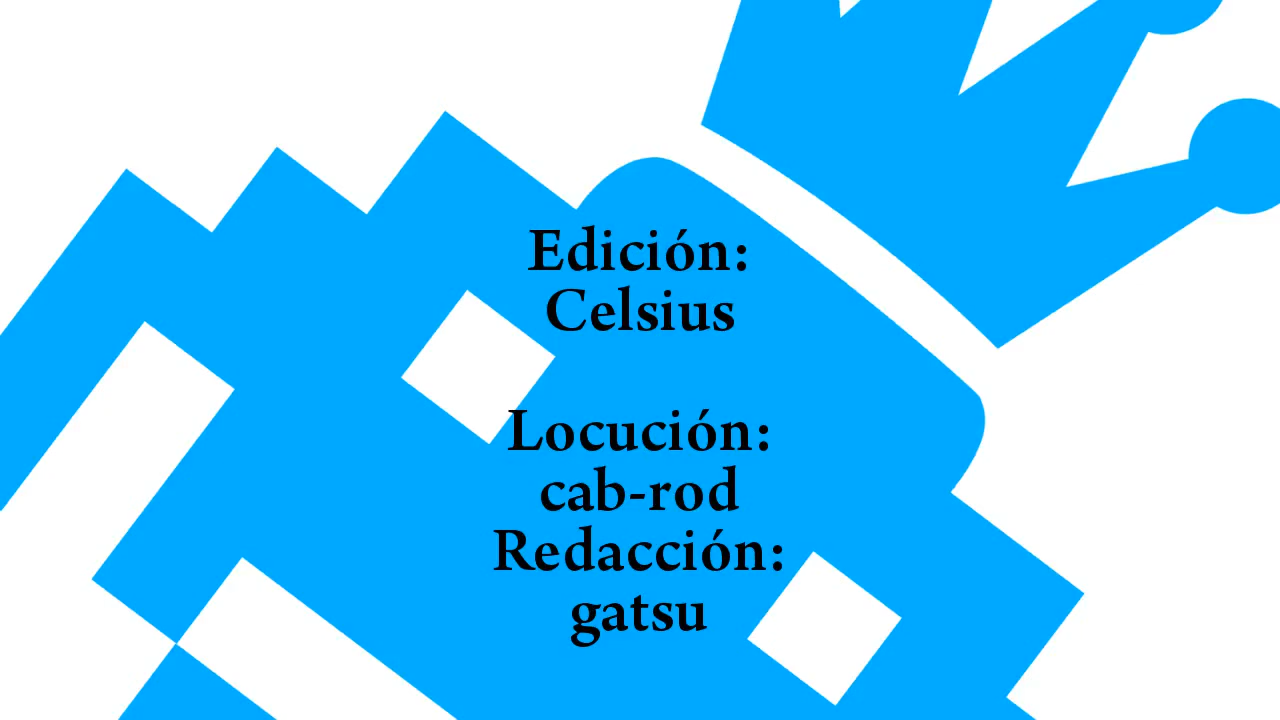 Edición:
Celsius
Locución:
cab-rod
Redacción:
gatsu